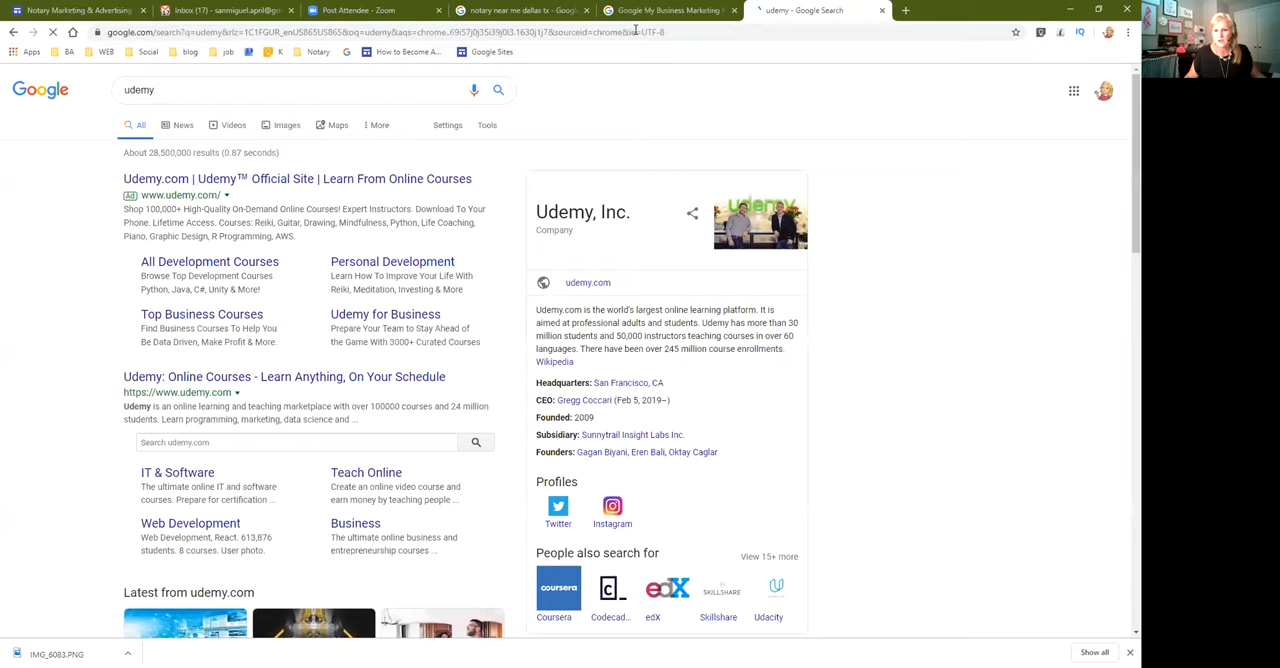 Notary Marketing & Advertising
Inbox (17) - sanmiguel.april@g
Post Attendee - Zoom
notary near me dallas tx - Goog
Google My Business Marketing
udemy - Google Search
google.com/search?q=udemy&rlz=1C1FGUR_enUS865US865&oq=udemy&aqs=chrome..69i57j0j35i39j0l3.1630j1j7&sourceid=chrome&ie=UTF-8
Apps BA WEB Social blog job K Notary How to Become A... Google Sites
Google
udemy
All News Videos Images Maps More Settings Tools
About 28,500,000 results (0.87 seconds)
Udemy.com | Udemy™ Official Site | Learn From Online Courses
Ad www.udemy.com/
Shop 100,000+ High-Quality On-Demand Online Courses! Expert Instructors. Download To Your
Phone. Lifetime Access. Courses: Reiki, Guitar, Drawing, Mindfulness, Python, Life Coaching,
Piano, Graphic Design, R Programming, AWS.
All Development Courses
Browse Top Development Courses
Python, Java, C#, Unity & More!
Personal Development
Learn How To Improve Your Life With
Reiki, Meditation, Investing & More
Top Business Courses
Find Business Courses To Help You
Be Data Driven, Make Profit & More.
Udemy for Business
Prepare Your Team to Stay Ahead of
the Game With 3000+ Curated Courses
Udemy: Online Courses - Learn Anything, On Your Schedule
https://www.udemy.com
Udemy is an online learning and teaching marketplace with over 100000 courses and 24 million
students. Learn programming, marketing, data science and ...
Search udemy.com
IT & Software
The ultimate online IT and software
courses. Prepare for certification ...
Teach Online
Create an online video course and
earn money by teaching people ...
Web Development
Web Development, React. 613,876
students. 8 courses. User photo.
Business
The ultimate online business and
entrepreneurship courses ...
Latest from udemy.com
Udemy, Inc.
Company
udemy
udemy.com
Udemy.com is the world's largest online learning platform. It is
aimed at professional adults and students. Udemy has more than 30
million students and 50,000 instructors teaching courses in over 60
languages. There have been over 245 million course enrollments.
Wikipedia
Headquarters: San Francisco, CA
CEO: Gregg Coccari (Feb 5, 2019–)
Founded: 2009
Subsidiary: Sunnytrail Insight Labs Inc.
Founders: Gagan Biyani, Eren Bali, Oktay Caglar
Profiles
Twitter Instagram
People also search for View 15+ more
coursera edX SKILLSHARE
Coursera Codecad... edX Skillshare Udacity
IMG_6083.PNG
Show all